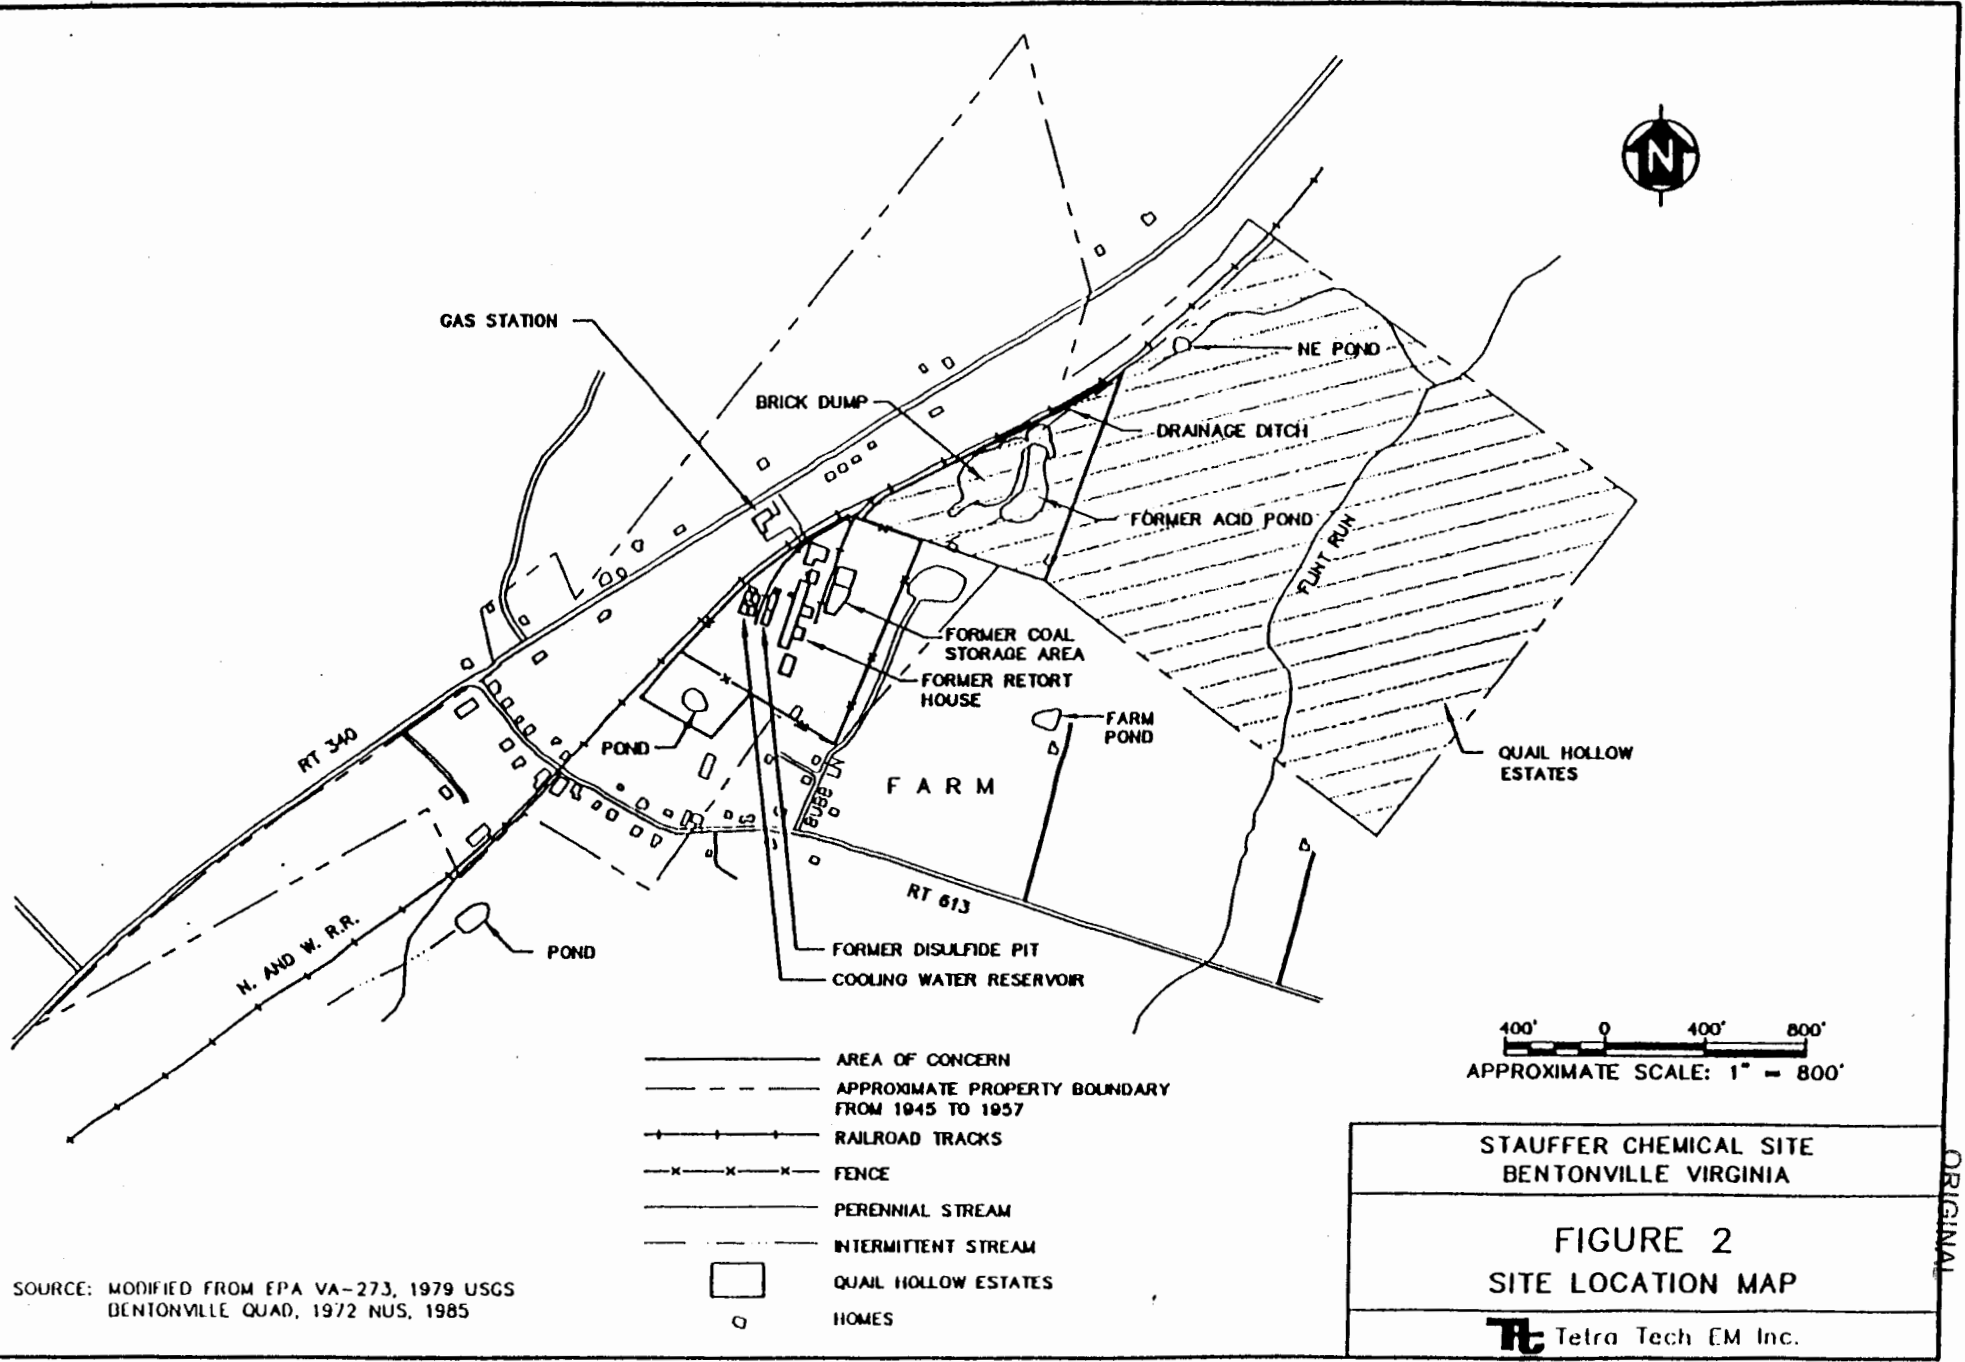 N
GAS STATION
BRICK DUMP
NE POND
DRAINAGE DITCH
FORMER ACID POND
FLINT RUN
FORMER COAL
STORAGE AREA
FORMER RETORT
HOUSE
FARM
POND
POND
RT 340
FARM
BUBE LN
QUAIL HOLLOW
ESTATES
RT 613
N. AND W. R.R.
POND
FORMER DISULFIDE PIT
COOLING WATER RESERVOIR
400' 0 400' 800'
APPROXIMATE SCALE: 1" = 800'
AREA OF CONCERN
APPROXIMATE PROPERTY BOUNDARY
FROM 1945 TO 1957
RAILROAD TRACKS
FENCE
PERENNIAL STREAM
INTERMITTENT STREAM
QUAIL HOLLOW ESTATES
HOMES
SOURCE: MODIFIED FROM EPA VA-273, 1979 USGS
BENTONVILLE QUAD, 1972 NUS, 1985
STAUFFER CHEMICAL SITE
BENTONVILLE VIRGINIA
FIGURE 2
SITE LOCATION MAP
Tt Tetra Tech EM Inc.
ORIGINAL